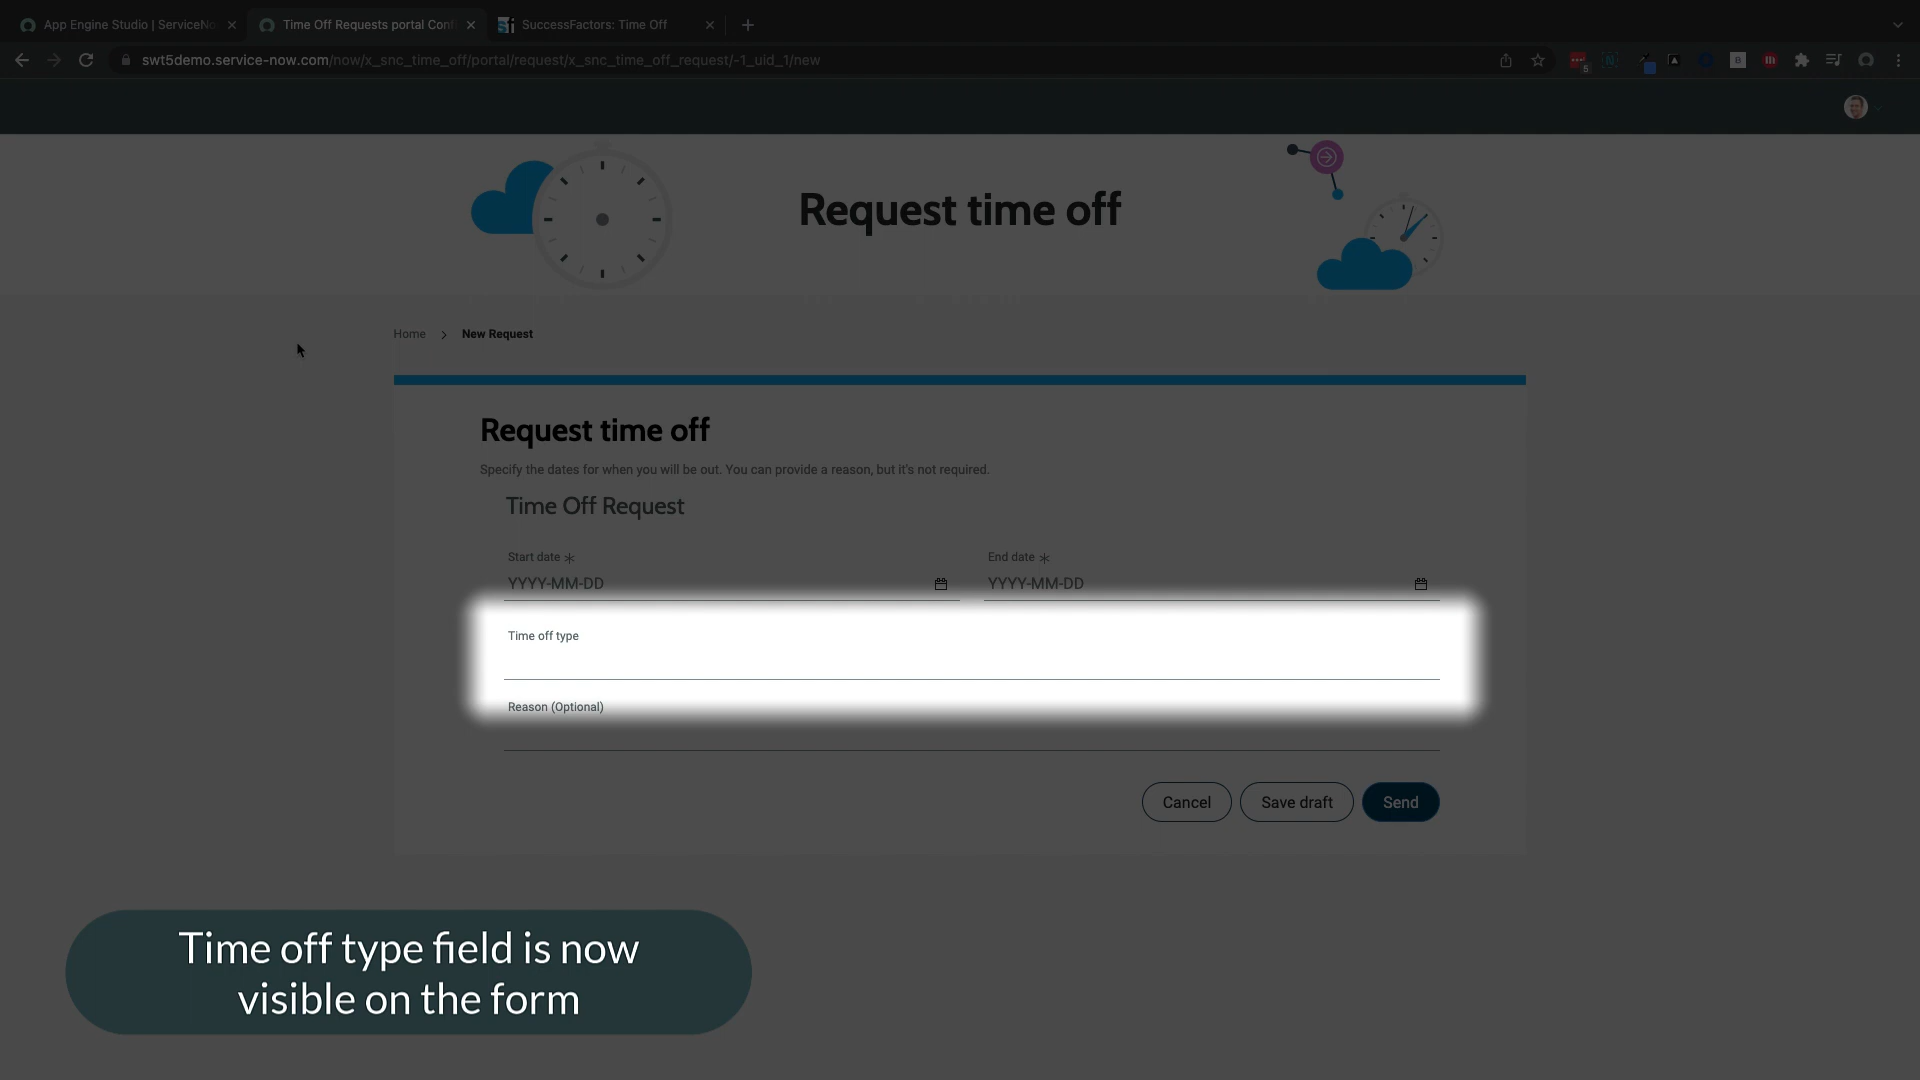 App Engine Studio | ServiceNo
Time Off Requests portal Conf
SuccessFactors: Time Off
swt5demo.service-now.com/now/x_snc_time_off/portal/request/x_snc_time_off_request/-1_uid_1/new
5
Request time off
Home
New Request
Request time off
Specify the dates for when you will be out. You can provide a reason, but it's not required.
Time Off Request
Start date *
End date *
YYYY-MM-DD
YYYY-MM-DD
Time off type
Reason (Optional)
Cancel
Save draft
Send
Time off type field is now
visible on the form